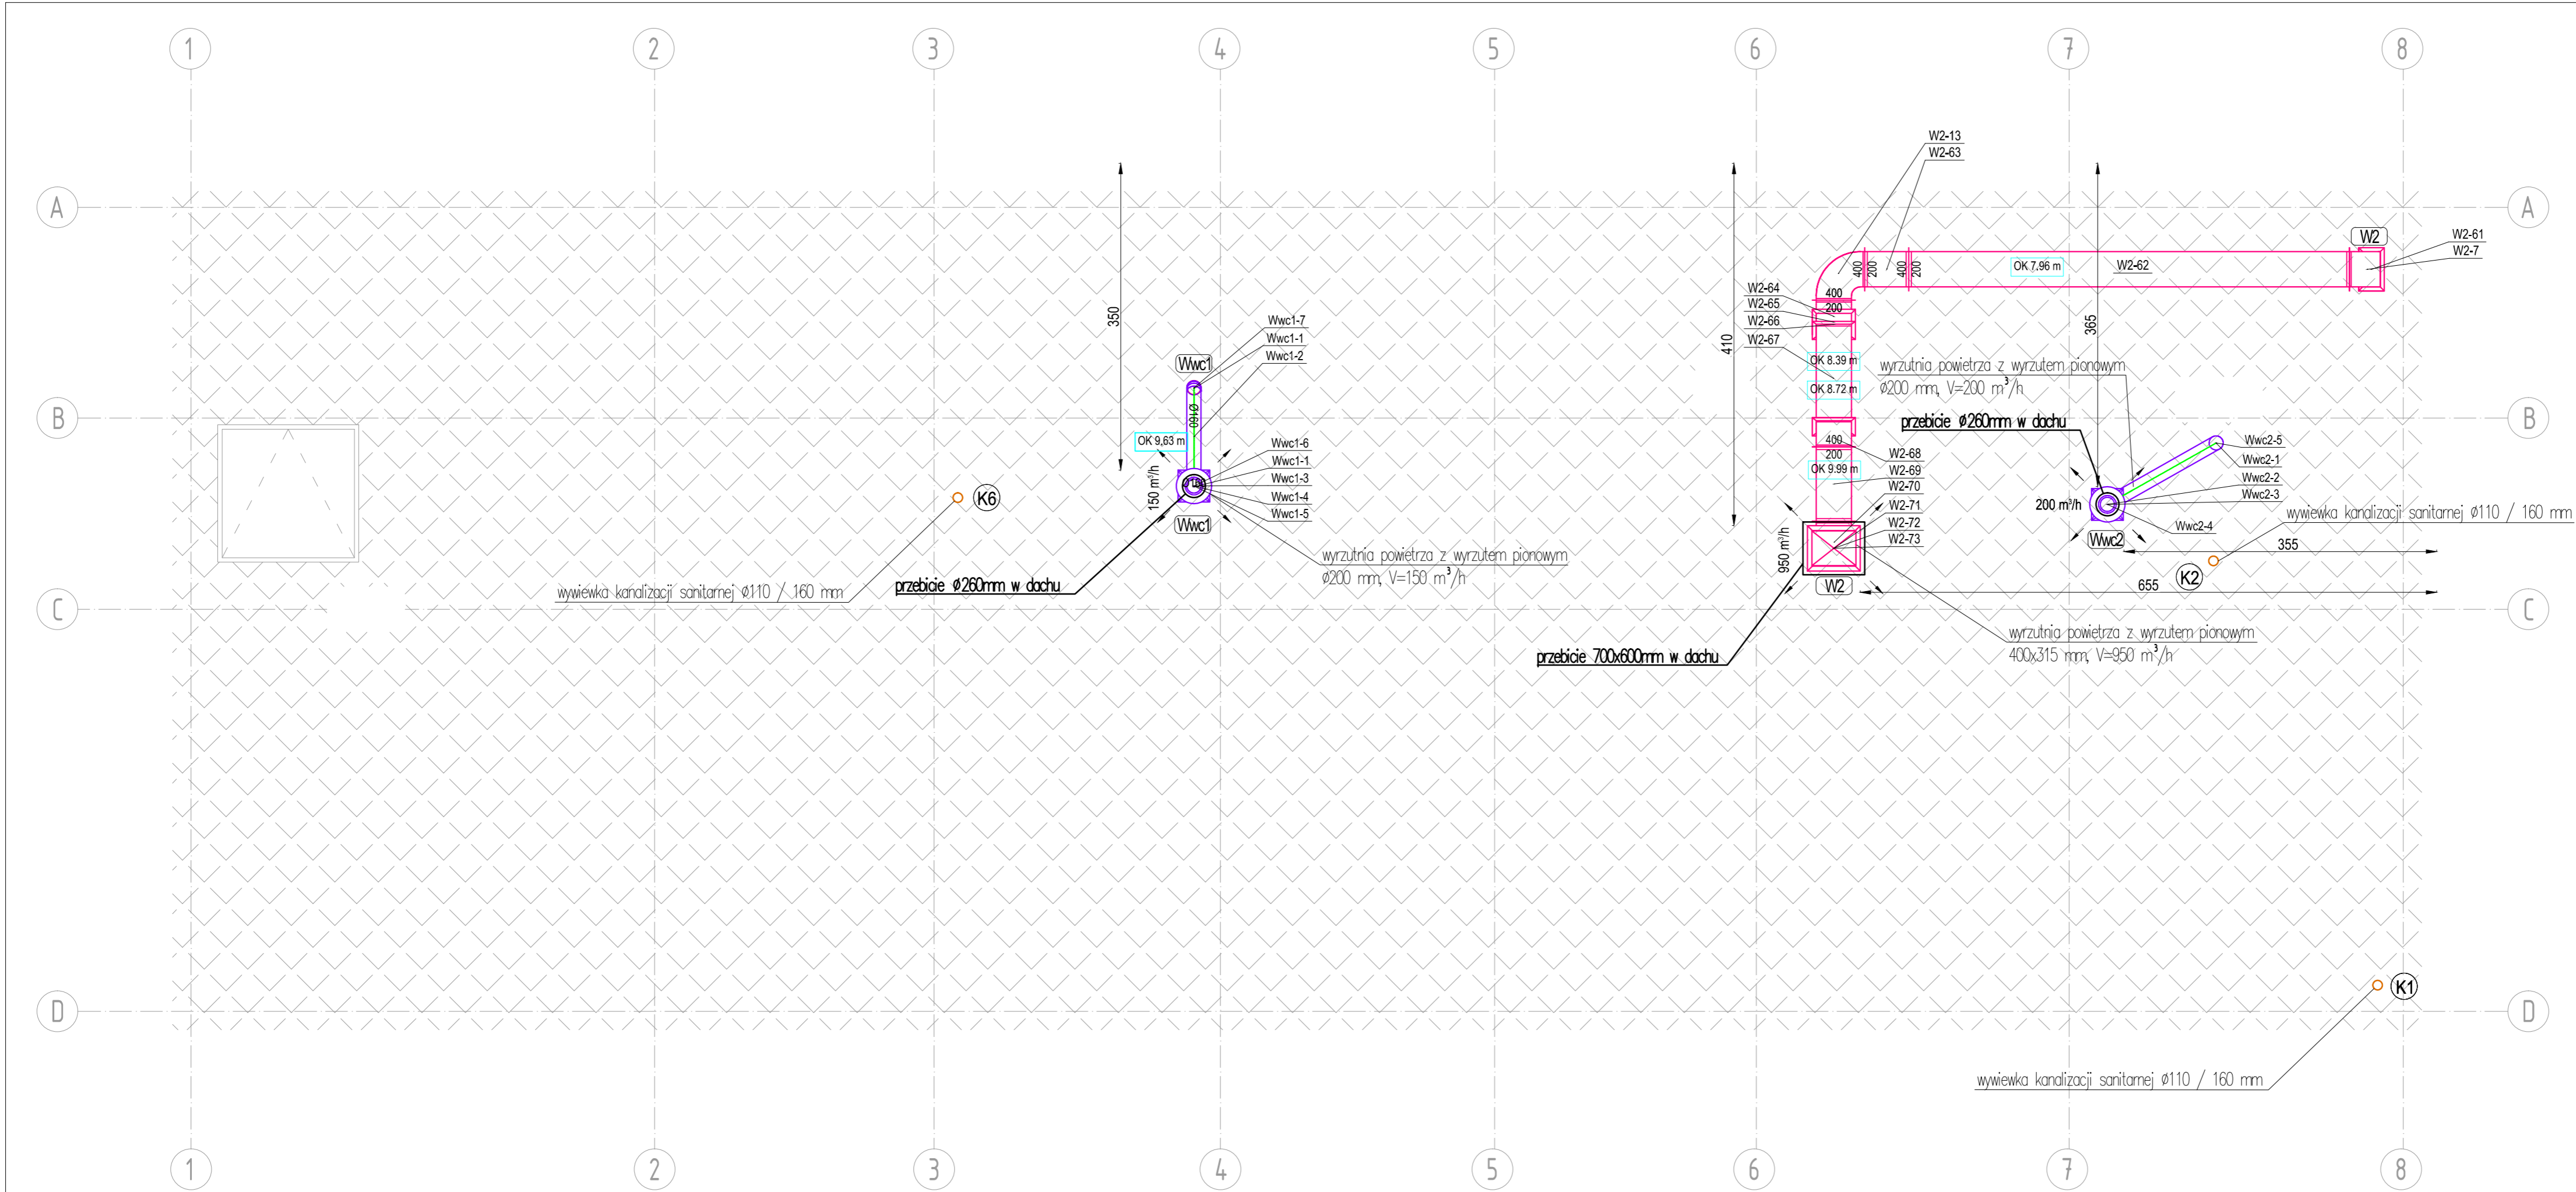 1
2
3
4
5
6
7
8
W2-13
W2-63
A
A
W2
W2-61
W2-7
OK 7.96 m
W2-62
400
200
400
200
400
200
W2-64
W2-65
W2-66
W2-67
350
410
365
Wwc1-7
Wwc1-1
Wwc1-2
Wwc1
OK 8.39 m
OK 8.72 m
wyrzutnia powietrza z wyrzutem pionowym
Ø200 mm, V=200 m³/h
B
B
Ø160
OK 9,63 m
przebicie Ø260mm w dachu
400
200
OK 9.99 m
Wwc1-6
Wwc1-1
Wwc1-3
Wwc1-4
Wwc1-5
150 m³/h
Wwc1
W2-68
W2-69
W2-70
W2-71
W2-72
W2-73
Wwc2-5
Wwc2-1
Wwc2-2
Wwc2-3
Wwc2-4
200 m³/h
Wwc2
K6
wywiewka kanalizacji sanitarnej Ø110 / 160 mm
355
950 m³/h
wyrzutnia powietrza z wyrzutem pionowym
Ø200 mm, V=150 m³/h
K2
W2
655
wywiewka kanalizacji sanitarnej Ø110 / 160 mm
przebicie Ø260mm w dachu
C
C
wyrzutnia powietrza z wyrzutem pionowym
400x315 mm, V=950 m³/h
przebicie 700x600mm w dachu
K1
D
D
wywiewka kanalizacji sanitarnej Ø110 / 160 mm
1
2
3
4
5
6
7
8